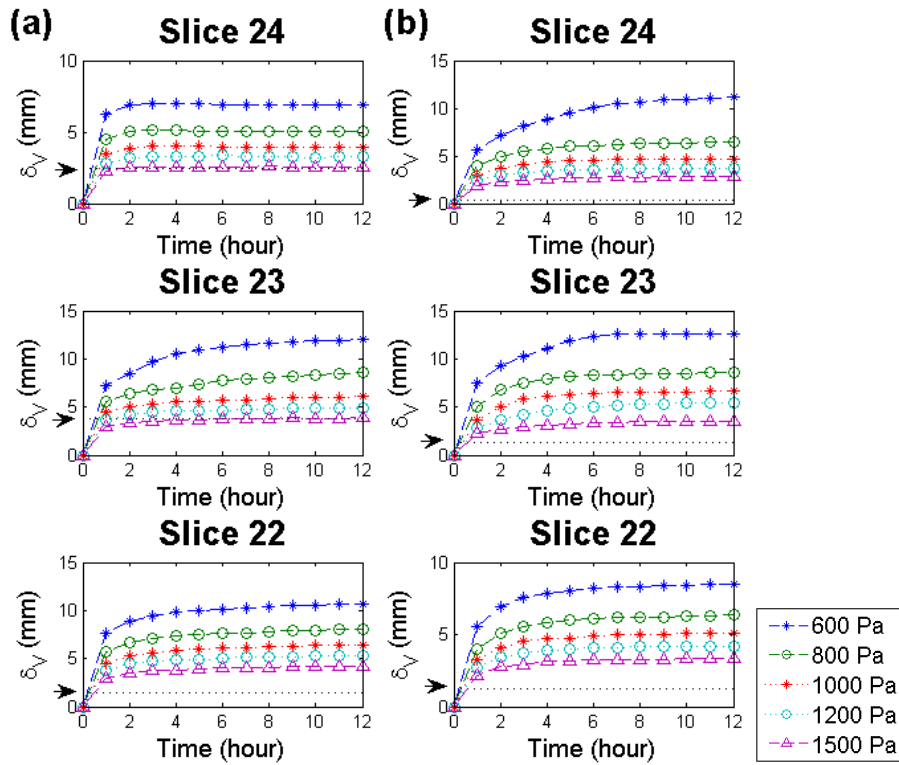 (a)
Slice 24
δV (mm)
10
5
0
0 2 4 6 8 10 12
Time (hour)
(b)
Slice 24
δV (mm)
15
10
5
0
0 2 4 6 8 10 12
Time (hour)
Slice 23
δV (mm)
15
10
5
0
0 2 4 6 8 10 12
Time (hour)
Slice 23
δV (mm)
15
10
5
0
0 2 4 6 8 10 12
Time (hour)
Slice 22
δV (mm)
15
10
5
0
0 2 4 6 8 10 12
Time (hour)
Slice 22
δV (mm)
10
5
0
0 2 4 6 8 10 12
Time (hour)
600 Pa
800 Pa
1000 Pa
1200 Pa
1500 Pa